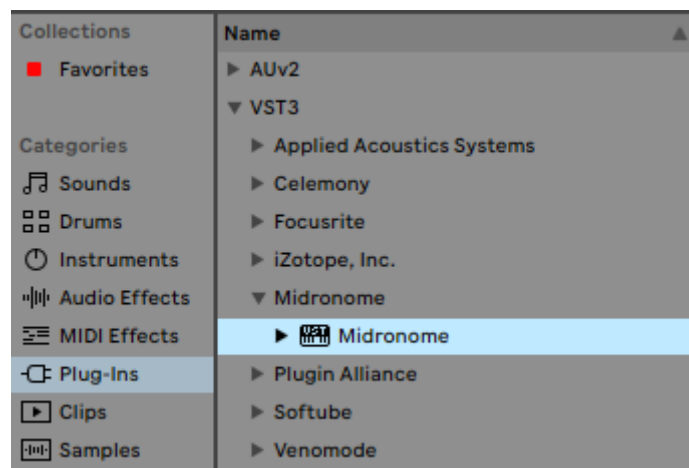 Collections
Favorites
Categories
Sounds
Drums
Instruments
Audio Effects
MIDI Effects
Plug-Ins
Clips
Samples
Name
AUv2
VST3
Applied Acoustics Systems
Celemony
Focusrite
iZotope, Inc.
Midronome
VST Midronome
Plugin Alliance
Softube
Venomode